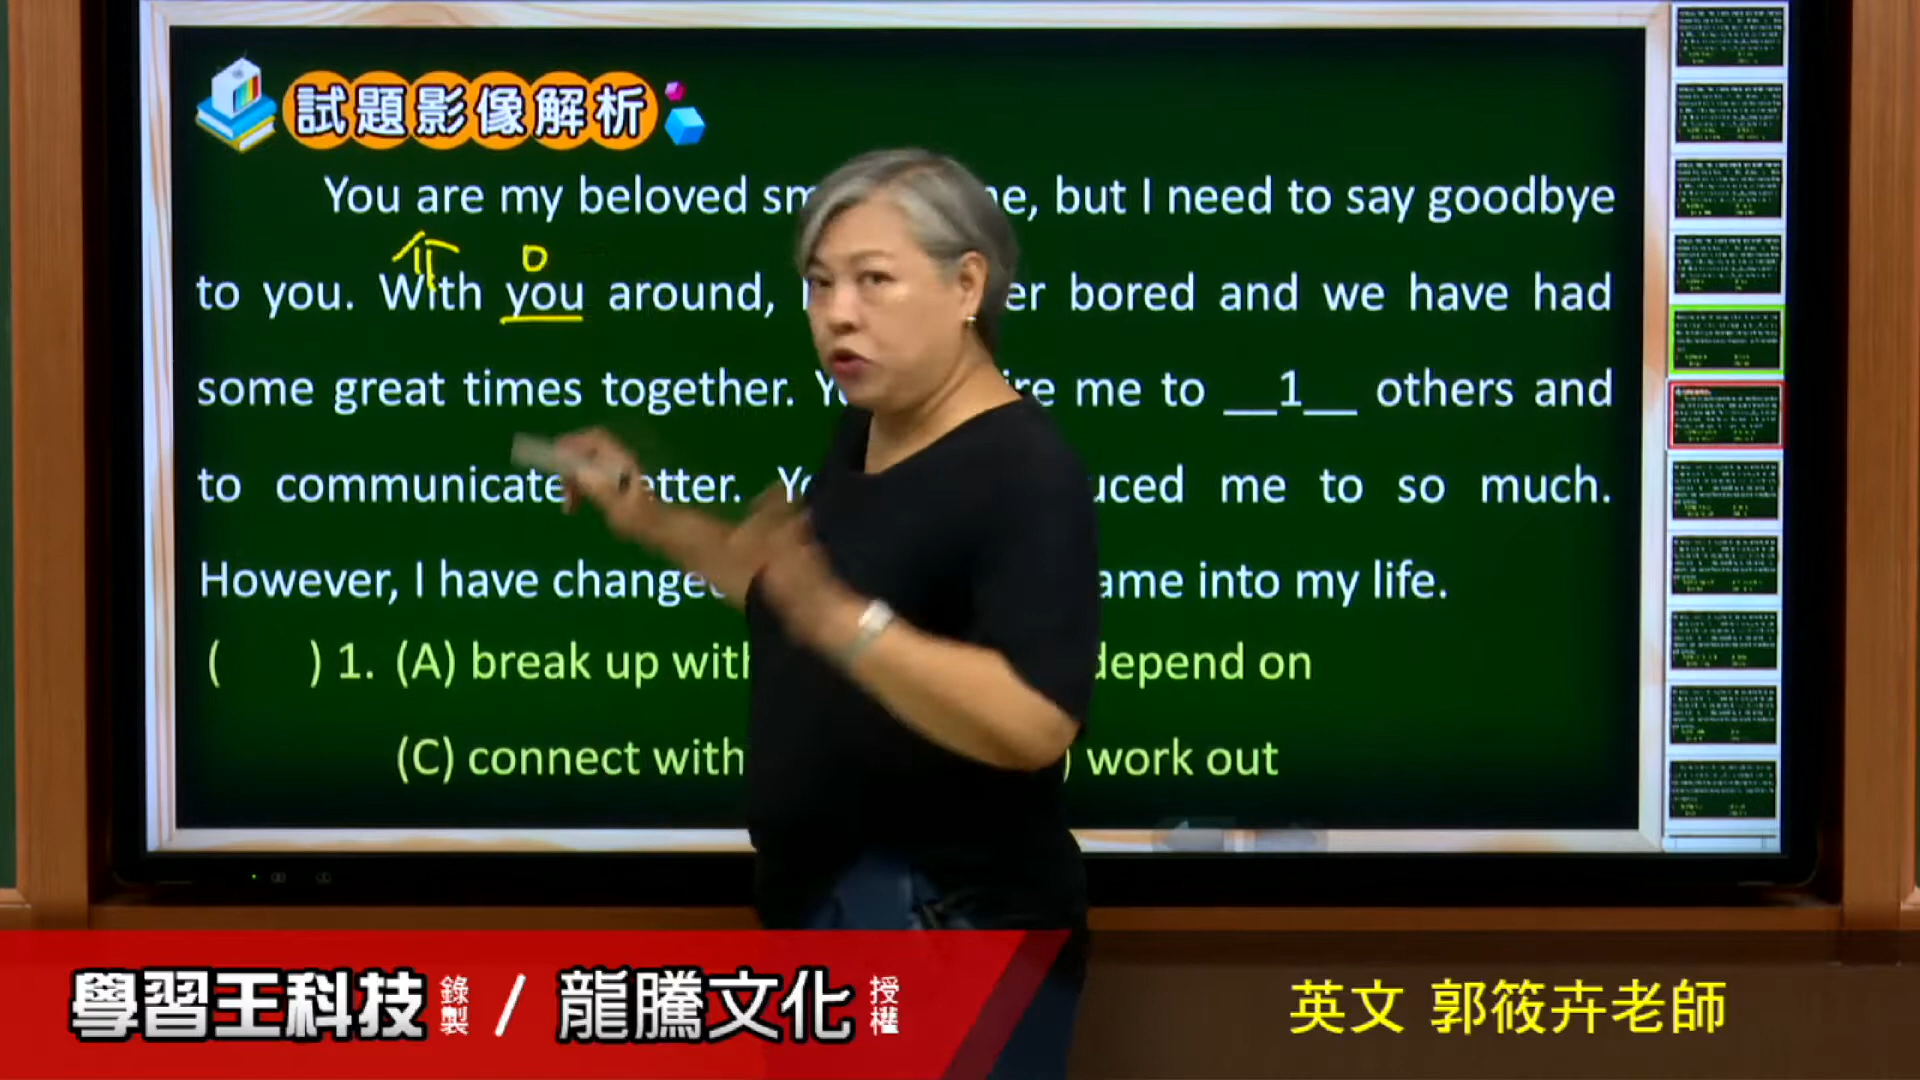 試題影像解析
You are my beloved sm e, but I need to say goodbye
介 O
to you. With you around, er bored and we have had
some great times together. Y ire me to __1__ others and
to communicate etter. Yo uced me to so much.
However, I have change ame into my life.
( ) 1. (A) break up with depend on
(C) connect with ) work out
學習王科技 錄製 / 龍騰文化 授權
英文 郭筱卉老師